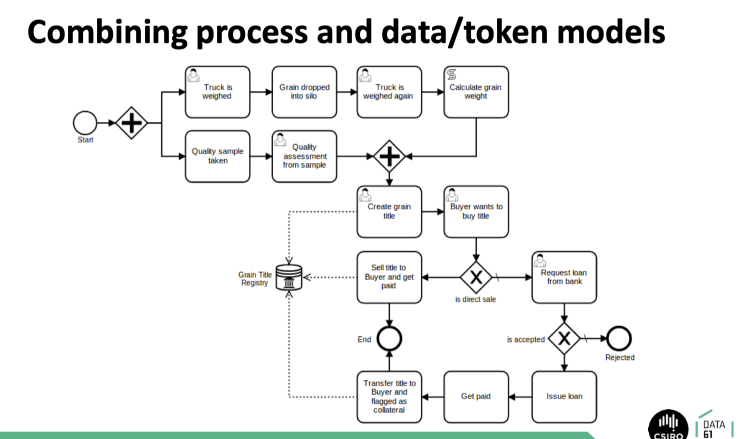 Combining process and data/token models
Truck is
weighed
Grain dropped
into silo
Truck is
weighed again
Calculate grain
weight
Start
Quality sample
taken
Quality
assessment
from sample
Create grain
title
Buyer wants to
buy title
Grain Title
Registry
Sell title to
Buyer and get
paid
is direct sale
Request loan
from bank
End
is accepted
Rejected
Transfer title to
Buyer and
flagged as
collateral
Get paid
Issue loan
CSIRO
DATA
61